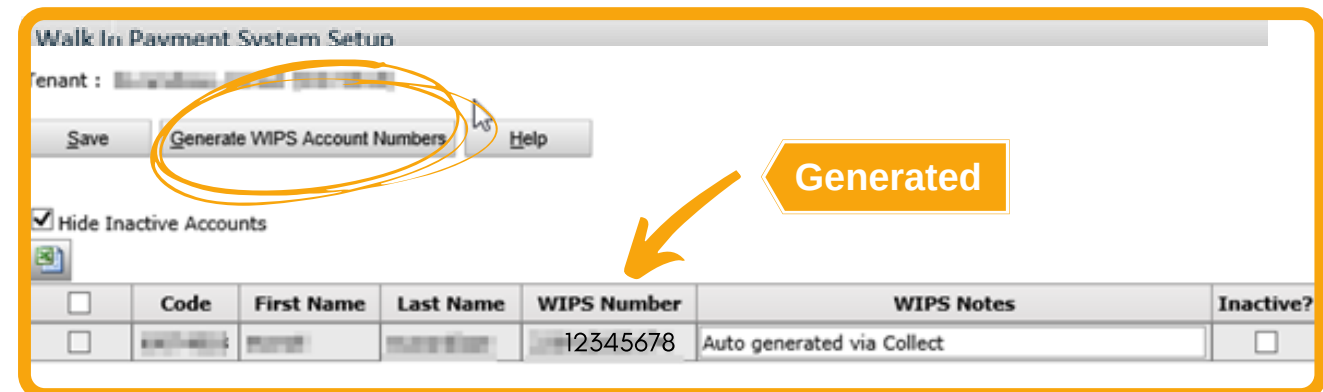 Walk In Payment System Setup
Tenant :
Save Generate WIPS Account Numbers Help
Generated
Hide Inactive Accounts
Code First Name Last Name WIPS Number WIPS Notes Inactive?
12345678 Auto generated via Collect